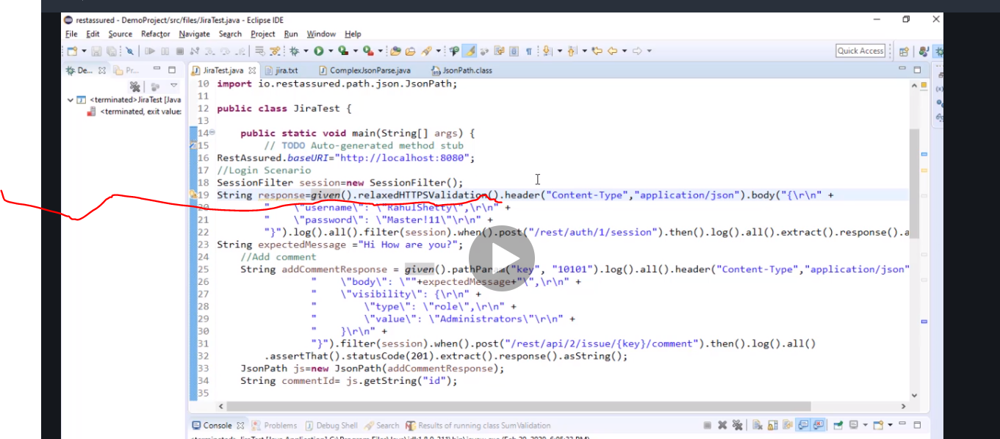 restassured - DemoProject/src/files/JiraTest.java - Eclipse IDE
File Edit Source Refactor Navigate Search Project Run Window Help
Quick Access
De... Pr... JiraTest.java jira.txt ComplexJsonParse.java JsonPath.class
<terminated>JiraTest [Java
<terminated, exit value:
10 import io.restassured.path.json.JsonPath;
11
12 public class JiraTest {
13
14 public static void main(String[] args) {
15 // TODO Auto-generated method stub
16 RestAssured.baseURI="http://localhost:8080";
17 //Login Scenario
18 SessionFilter session=new SessionFilter();
19 String response=given().relaxedHTTPSValidation().header("Content-Type","application/json").body("{\r\n" +
20 " \"username\": \"RahulShetty\",\r\n" +
21 " \"password\": \"Master!11\"\r\n" +
22 "}").log().all().filter(session).when().post("/rest/auth/1/session").then().log().all().extract().response().a
23 String expectedMessage ="Hi How are you?";
24 //Add comment
25 String addCommentResponse = given().pathParam("key", "10101").log().all().header("Content-Type","application/json"
26 " \"body\": \""+expectedMessage+"\",\r\n" +
27 " \"visibility\": {\r\n" +
28 " \"type\": \"role\",\r\n" +
29 " \"value\": \"Administrators\"\r\n" +
30 " }\r\n" +
31 "}").filter(session).when().post("/rest/api/2/issue/{key}/comment").then().log().all()
32 .assertThat().statusCode(201).extract().response().asString();
33 JsonPath js=new JsonPath(addCommentResponse);
34 String commentId= js.getString("id");
35
Console Problems Debug Shell Search Results of running class SumValidation